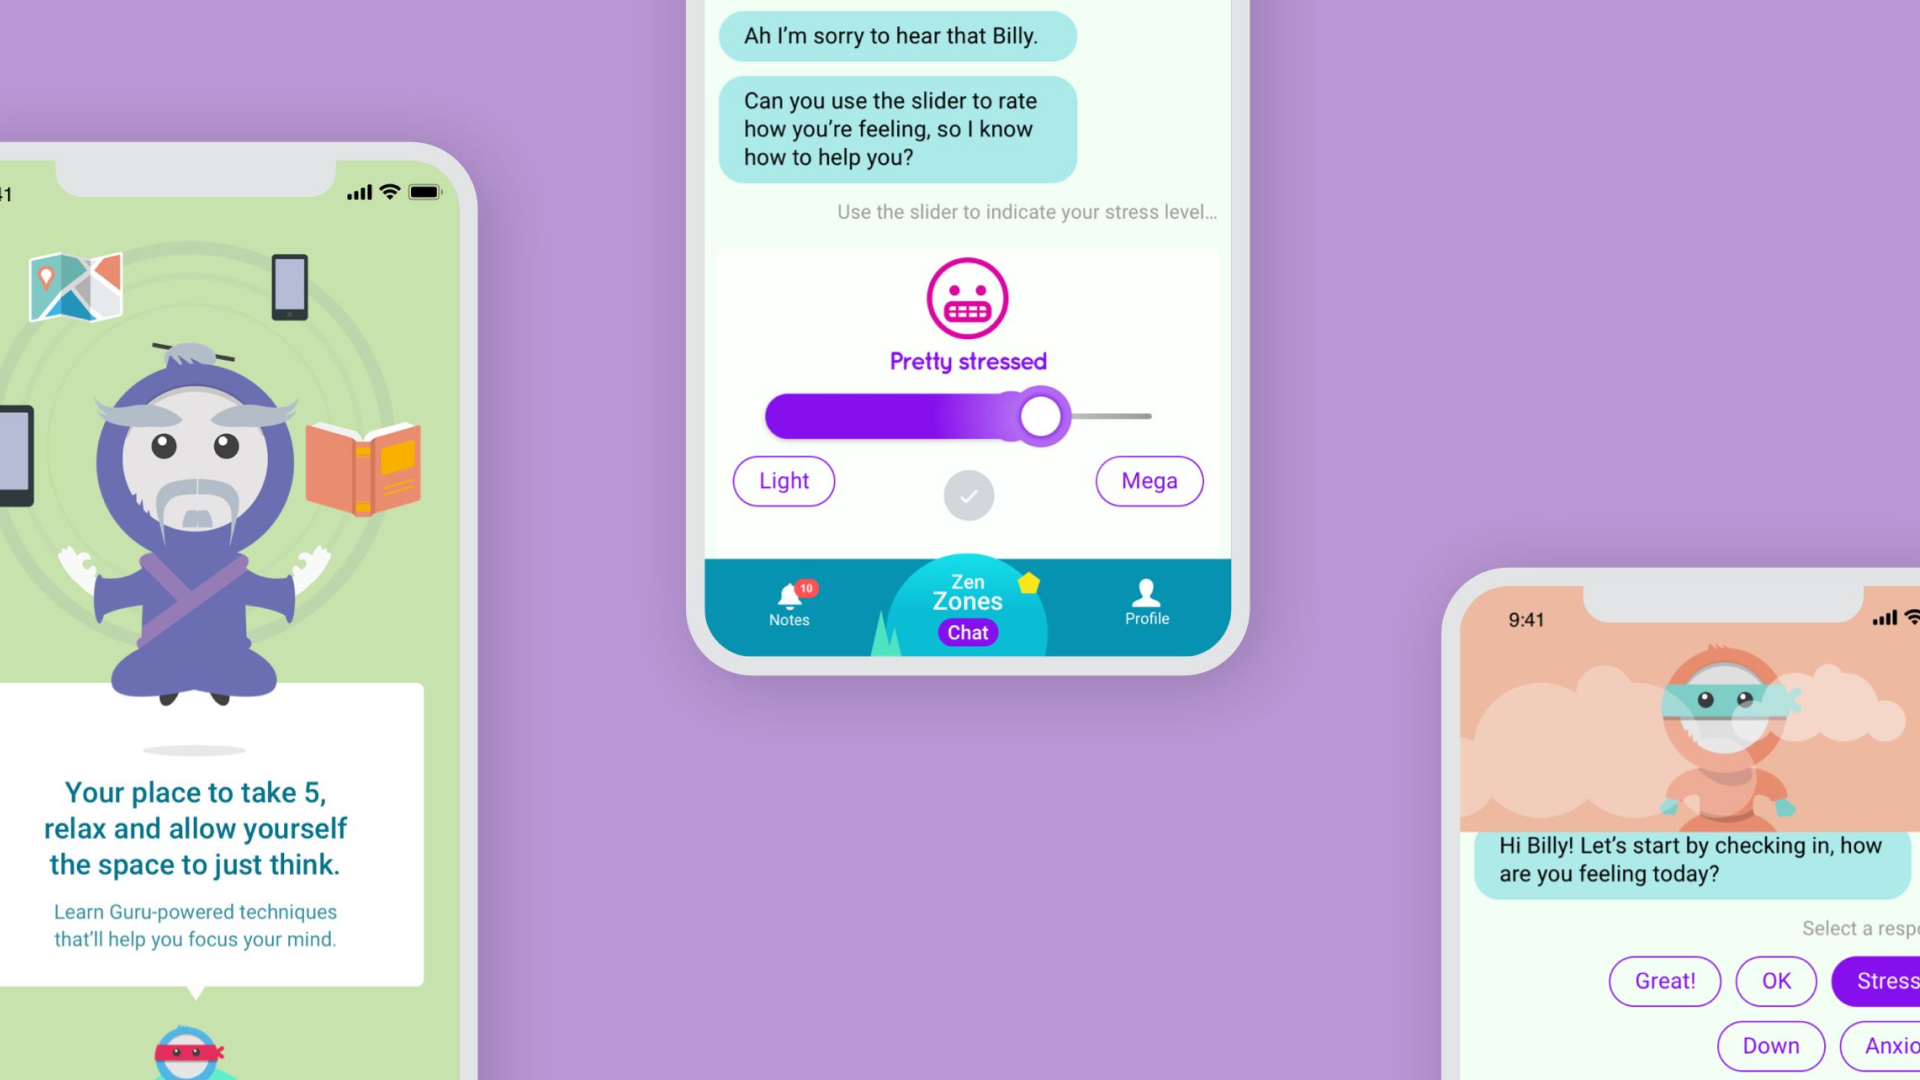 41
Your place to take 5,
relax and allow yourself
the space to just think.
Learn Guru-powered techniques
that'll help you focus your mind.
Ah I'm sorry to hear that Billy.
Can you use the slider to rate
how you're feeling, so I know
how to help you?
Use the slider to indicate your stress level...
Pretty stressed
Light
Mega
10
Notes
Zen
Zones
Chat
Profile
9:41
Hi Billy! Let's start by checking in, how
are you feeling today?
Select a respo
Great!
OK
Stress
Down
Anxio